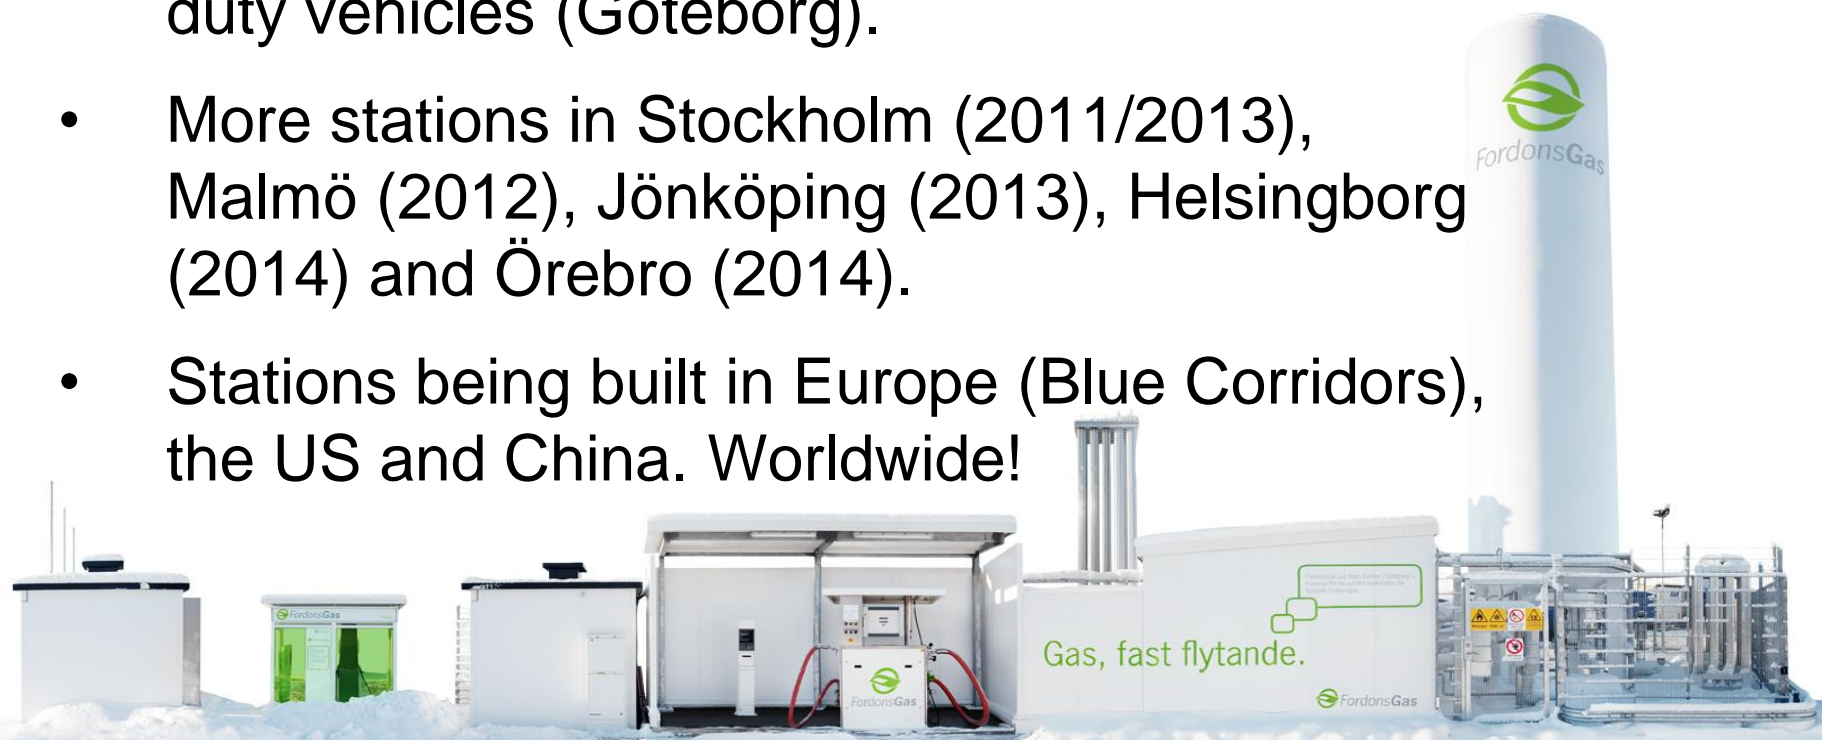 duty vehicles (Göteborg).
• More stations in Stockholm (2011/2013),
Malmö (2012), Jönköping (2013), Helsingborg
(2014) and Örebro (2014).
• Stations being built in Europe (Blue Corridors),
the US and China. Worldwide!
FordonsGas
FordonsGas
Gas, fast flytande.
FordonsGas
FordonsGas